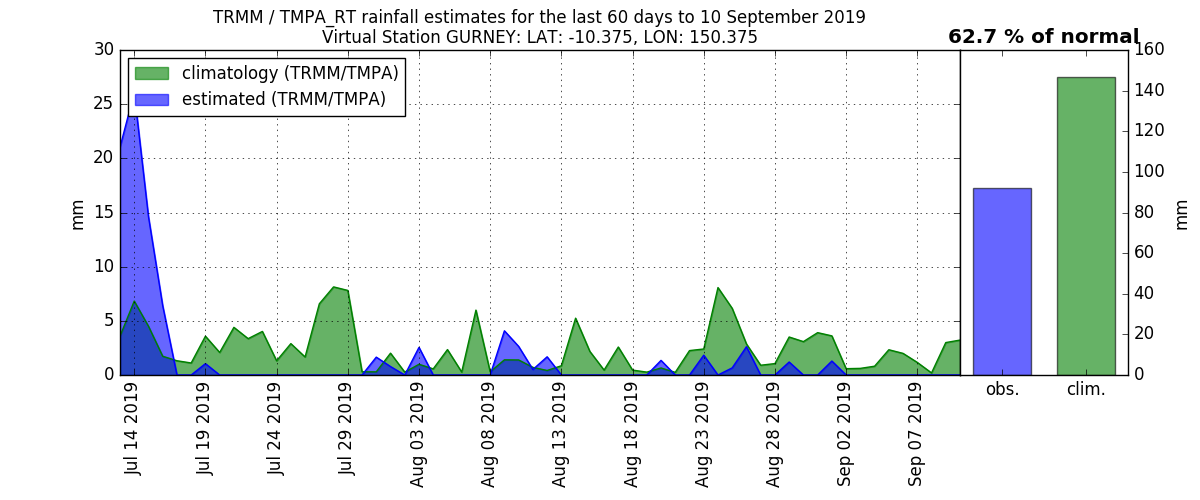 TRMM / TMPA_RT rainfall estimates for the last 60 days to 10 September 2019
Virtual Station GURNEY: LAT: -10.375, LON: 150.375
62.7 % of normal
climatology (TRMM/TMPA)
estimated (TRMM/TMPA)
30
25
20
15
10
5
0
mm
Jul 14 2019
Jul 19 2019
Jul 24 2019
Jul 29 2019
Aug 03 2019
Aug 08 2019
Aug 13 2019
Aug 18 2019
Aug 23 2019
Aug 28 2019
Sep 02 2019
Sep 07 2019
160
140
120
100
80
60
40
20
0
mm
obs.
clim.